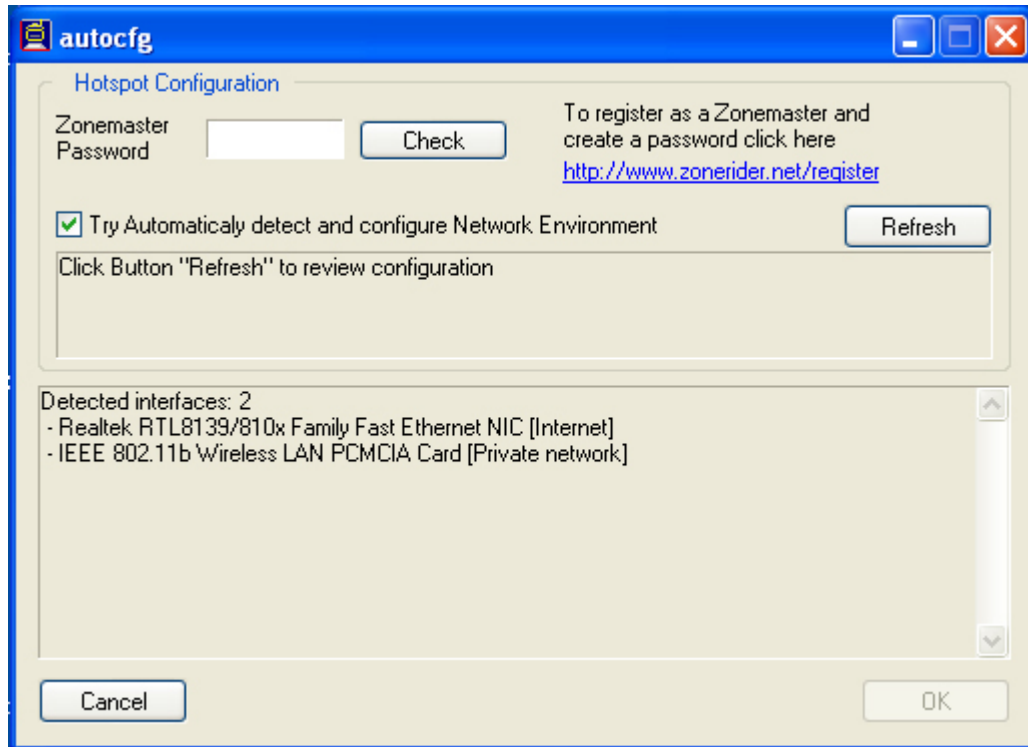 autocfg
Hotspot Configuration
Zonemaster
Password
Check
To register as a Zonemaster and
create a password click here
http://www.zonerider.net/register
Try Automaticaly detect and configure Network Environment
Refresh
Click Button "Refresh" to review configuration
Detected interfaces: 2
- Realtek RTL8139/810x Family Fast Ethernet NIC [Internet]
- IEEE 802.11b Wireless LAN PCMCIA Card [Private network]
Cancel
OK